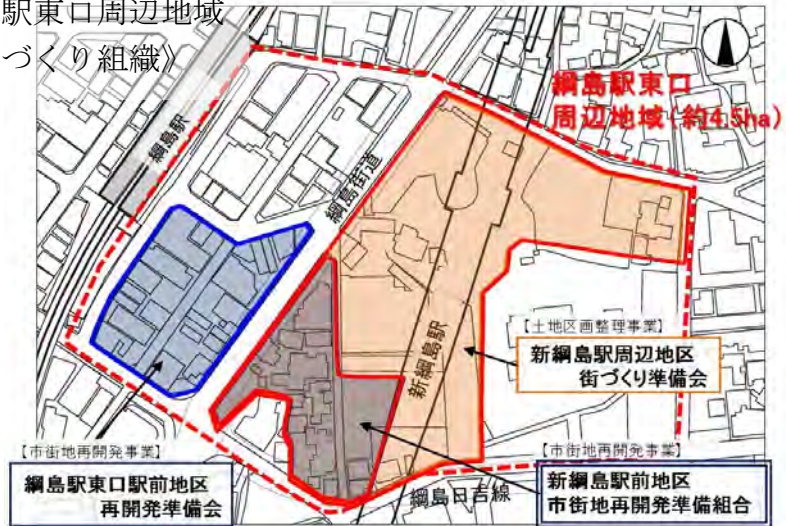 駅東口周辺地域
づくり組織》
綱島駅東口
周辺地域(約4.5ha)
綱島駅
綱島街道
新綱島駅
【土地区画整理事業】
新綱島駅周辺地区
街づくり準備会
【市街地再開発事業】
綱島駅東口駅前地区
再開発準備会
【市街地再開発事業】
新綱島駅前地区
市街地再開発準備組合
綱島日吉線